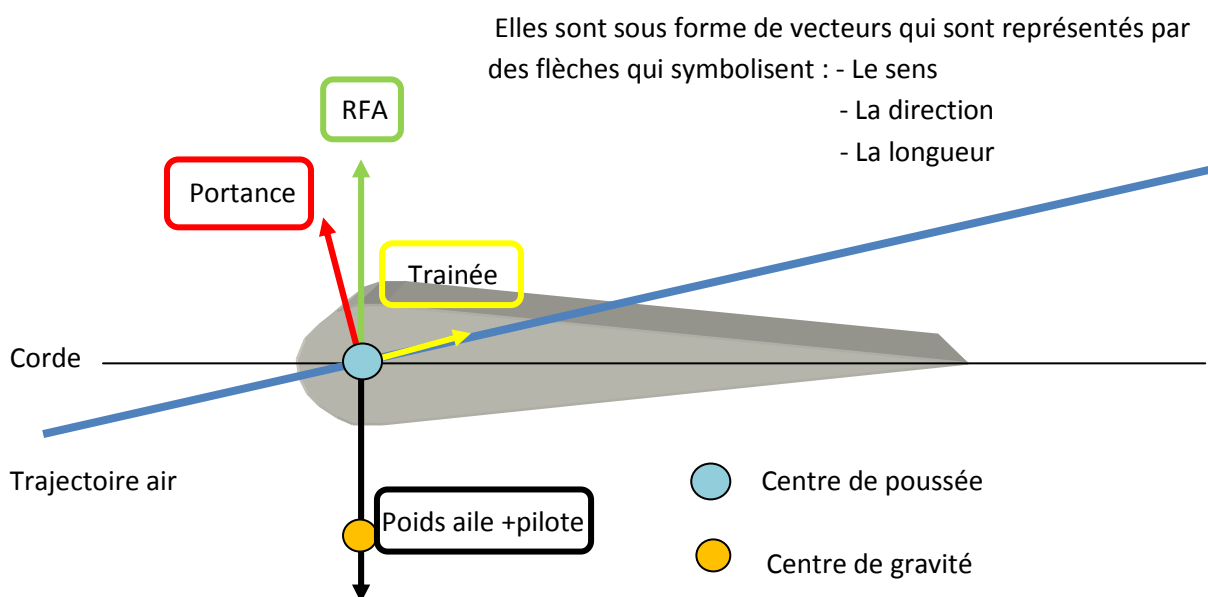 Elles sont sous forme de vecteurs qui sont représentés par
des flèches qui symbolisent : - Le sens
- La direction
- La longueur
RFA
Portance
Trainée
Corde
Trajectoire air
Poids aile +pilote
Centre de poussée
Centre de gravité